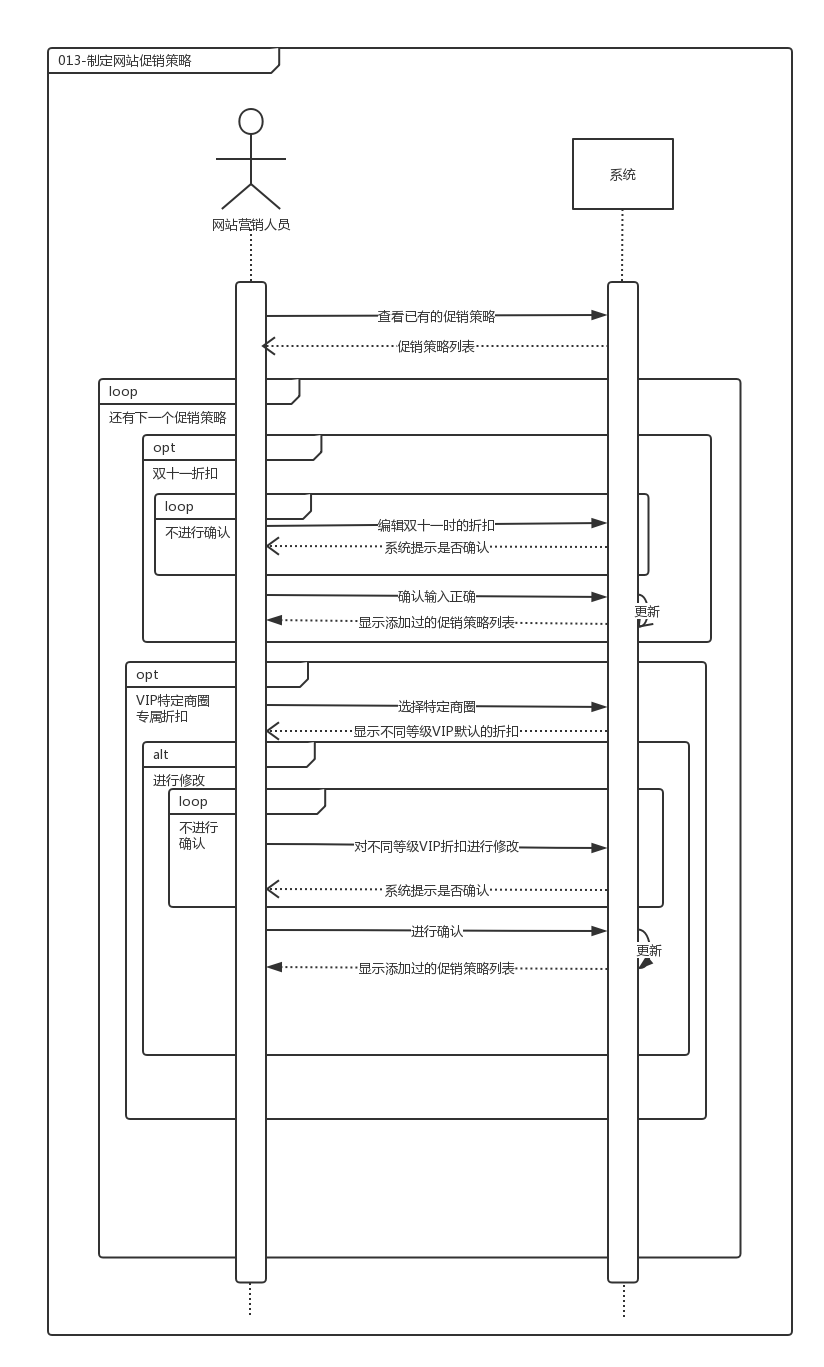 013-制定网站促销策略
系统
网站营销人员
查看已有的促销策略
促销策略列表
loop
还有下一个促销策略
opt
双十一折扣
loop
不进行确认
编辑双十一时的折扣
系统提示是否确认
确认输入正确
更新
显示添加过的促销策略列表
opt
VIP特定商圈
专属折扣
选择特定商圈
显示不同等级VIP默认的折扣
alt
进行修改
loop
不进行
确认
对不同等级VIP折扣进行修改
系统提示是否确认
进行确认
更新
显示添加过的促销策略列表